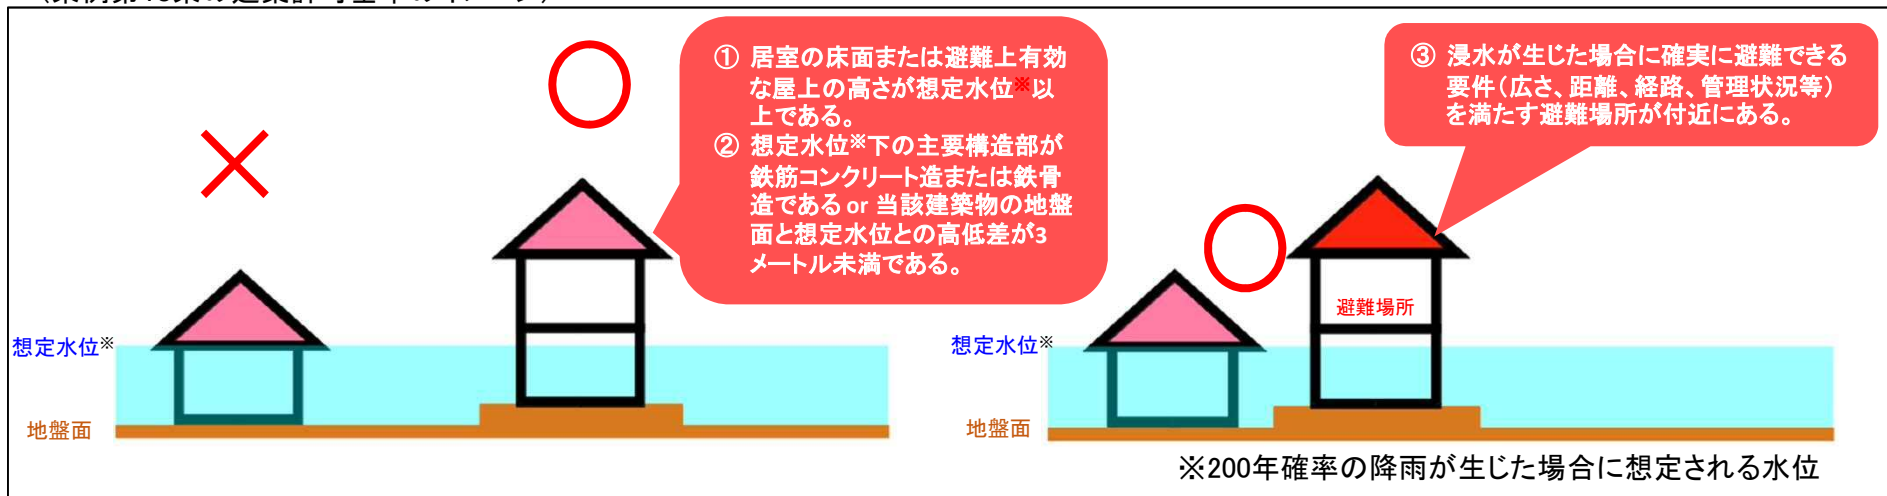 ① 居室の床面または避難上有効
な屋上の高さが想定水位※以
上である。
② 想定水位※下の主要構造部が
鉄筋コンクリート造または鉄骨
造である or 当該建築物の地盤
面と想定水位との高低差が3
メートル未満である。
想定水位※
地盤面
③ 浸水が生じた場合に確実に避難できる
要件(広さ、距離、経路、管理状況等)
を満たす避難場所が付近にある。
避難場所
想定水位※
地盤面
※200年確率の降雨が生じた場合に想定される水位